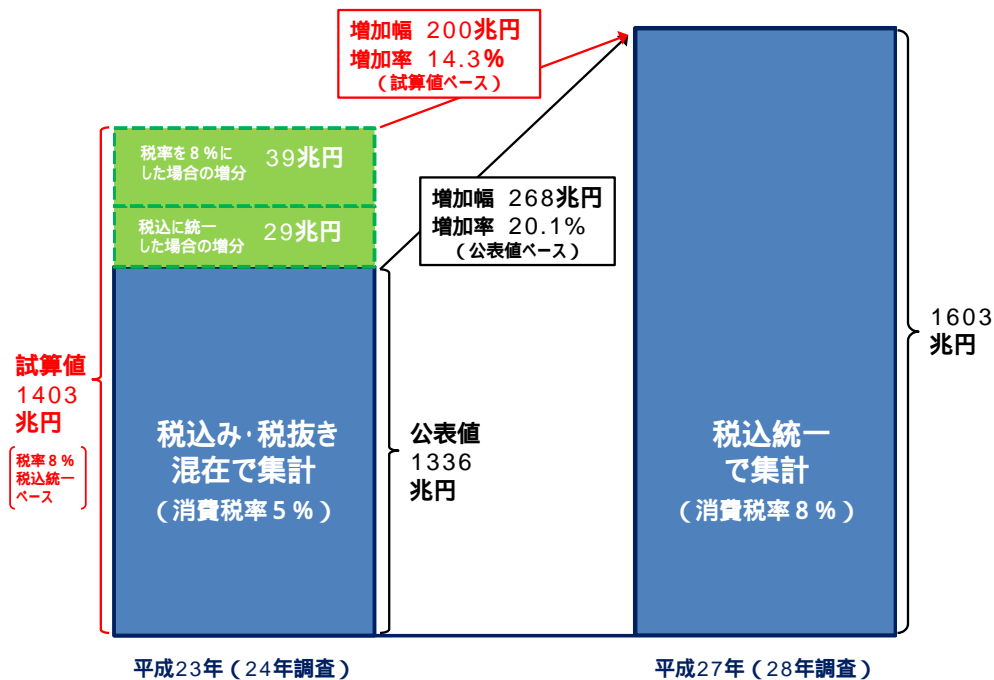 増加幅 200兆円
増加率 14.3%
（試算値ベース）
税率を8％に
した場合の増分
39兆円
税込に統一
した場合の増分
29兆円
増加幅 268兆円
増加率 20.1%
（公表値ベース）
試算値
1403
兆円
税率8％
税込統一
ベース
税込み・税抜き
混在で集計
（消費税率5％）
公表値
1336
兆円
税込統一
で集計
（消費税率8％）
1603
兆円
平成23年（24年調査）
平成27年（28年調査）